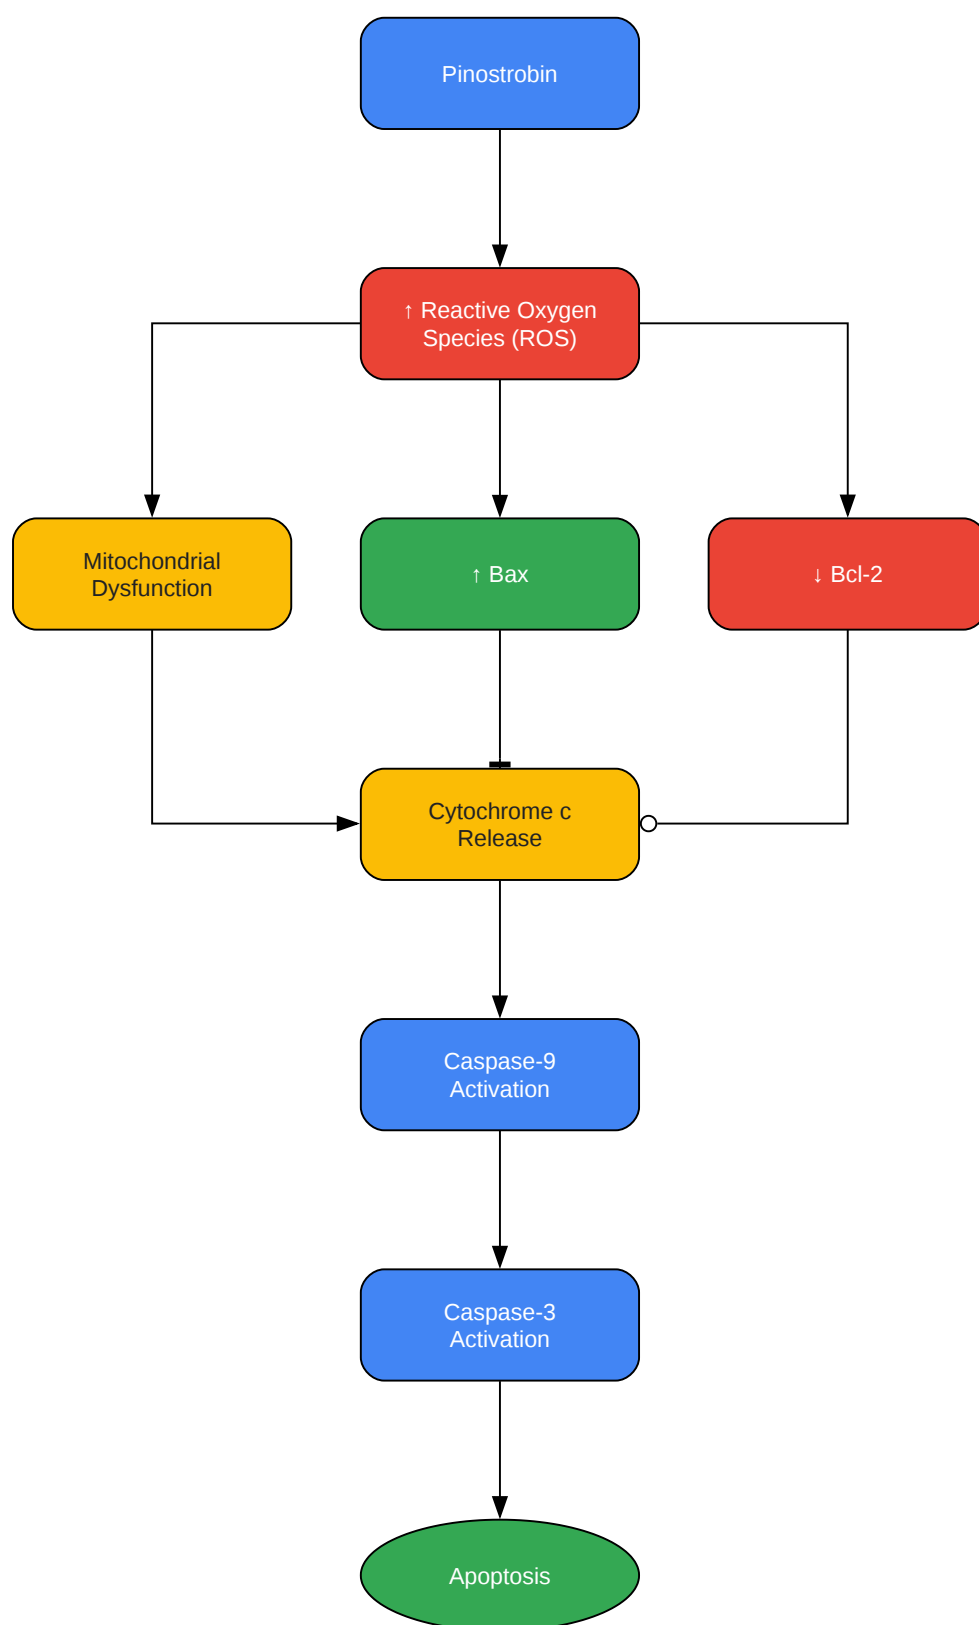 Pinostrobin
↑ Reactive Oxygen
Species (ROS)
Mitochondrial
Dysfunction
↑ Bax
↓ Bcl-2
Cytochrome c
Release
Caspase-9
Activation
Caspase-3
Activation
Apoptosis